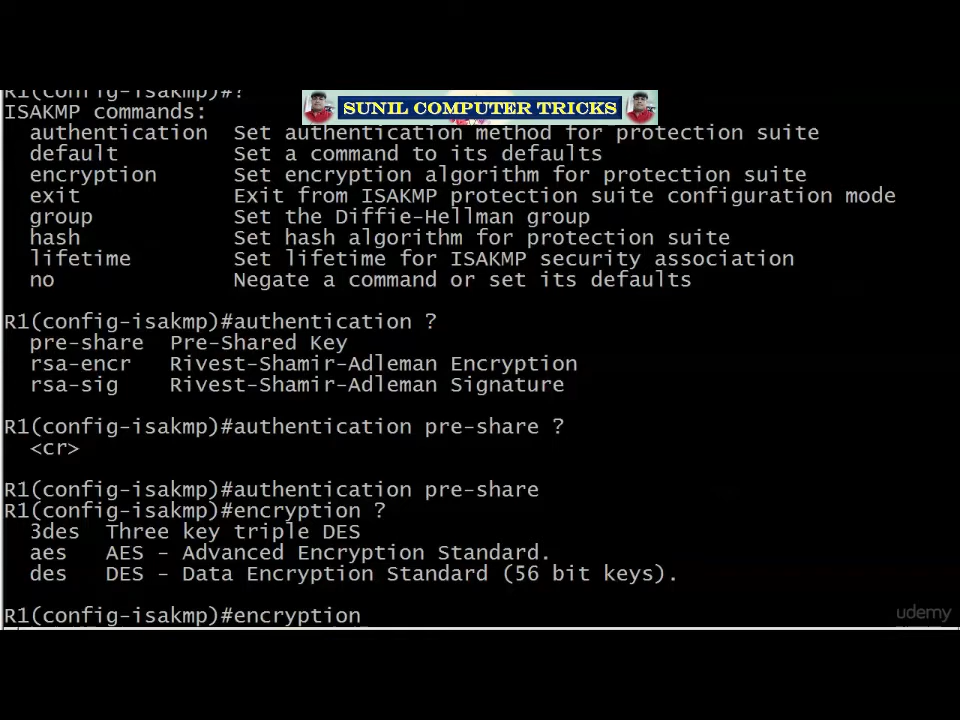 R1(config-isakmp)#?
SUNIL COMPUTER TRICKS
ISAKMP commands:
authentication Set authentication method for protection suite
default Set a command to its defaults
encryption Set encryption algorithm for protection suite
exit Exit from ISAKMP protection suite configuration mode
group Set the Diffie-Hellman group
hash Set hash algorithm for protection suite
lifetime Set lifetime for ISAKMP security association
no Negate a command or set its defaults
R1(config-isakmp)#authentication ?
pre-share Pre-Shared Key
rsa-encr Rivest-Shamir-Adleman Encryption
rsa-sig Rivest-Shamir-Adleman Signature
R1(config-isakmp)#authentication pre-share ?
<cr>
R1(config-isakmp)#authentication pre-share
R1(config-isakmp)#encryption ?
3des Three key triple DES
aes AES - Advanced Encryption Standard.
des DES - Data Encryption Standard (56 bit keys).
R1(config-isakmp)#encryption
udemy